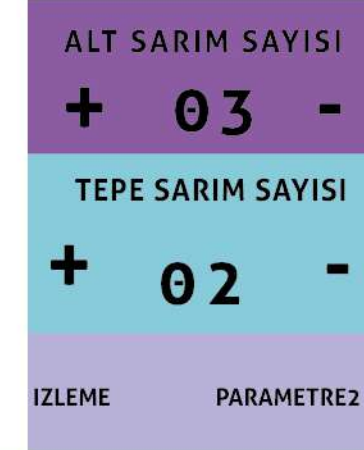 ALT SARIM SAYISI
+ 03 -
TEPE SARIM SAYISI
+ 02 -
IZLEME PARAMETRE2